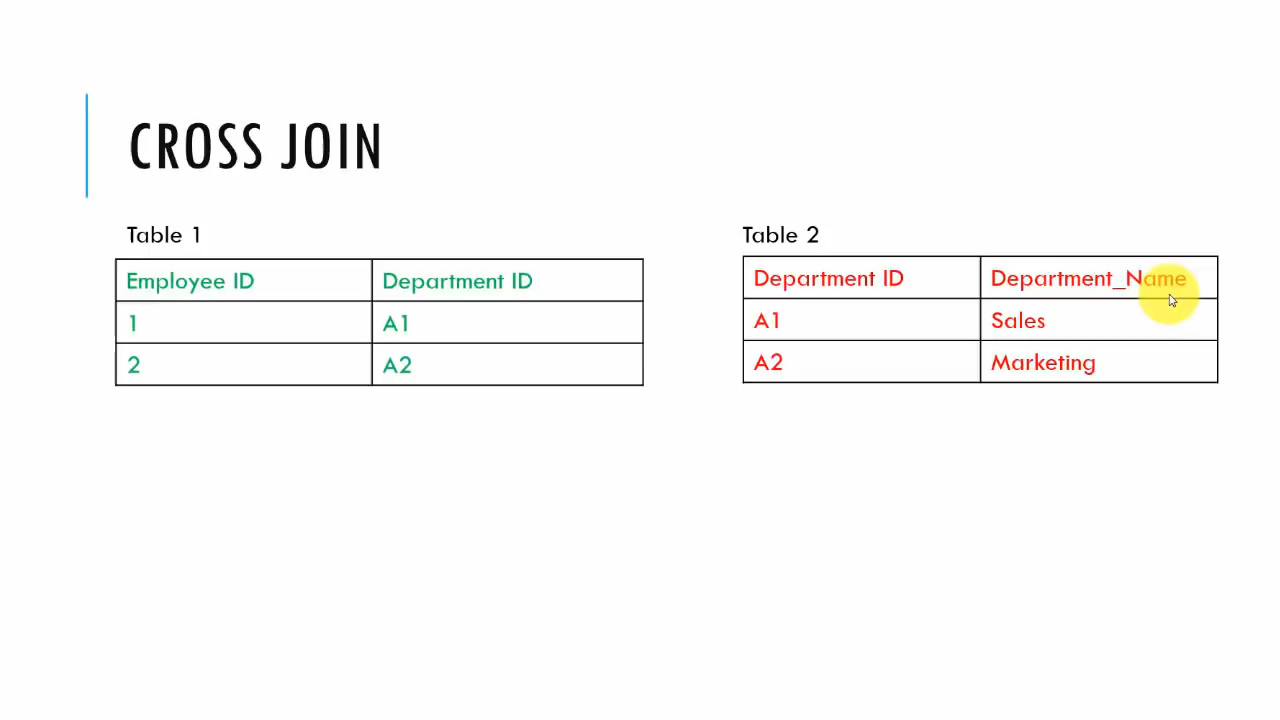 CROSS JOIN
Table 1
Employee ID Department ID
1 A1
2 A2
Table 2
Department ID Department_Name
A1 Sales
A2 Marketing